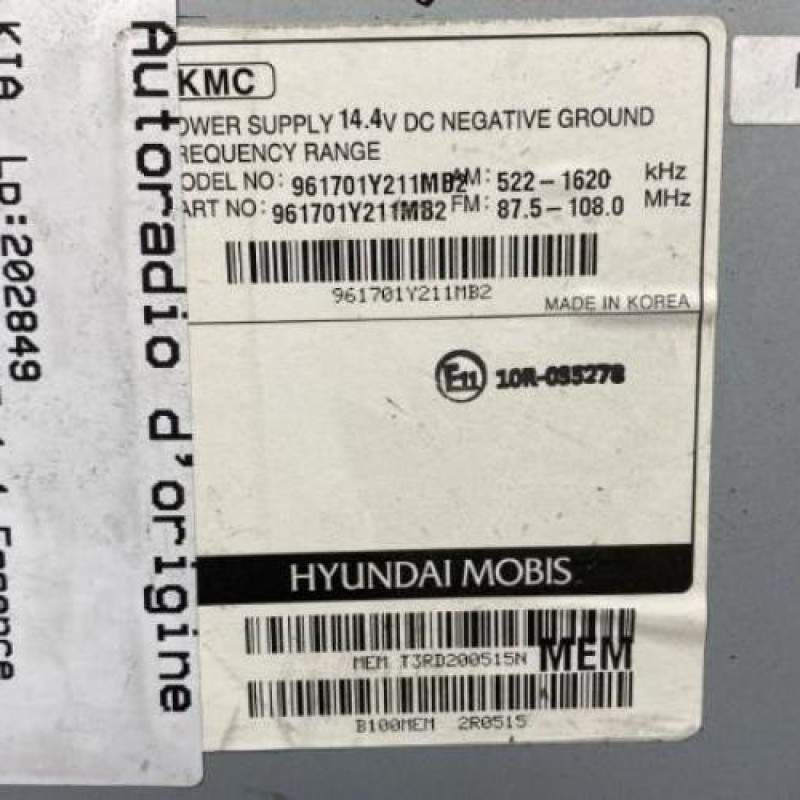 KIA Lp:202849
Essence
Autoradio d'origine
KMC
OWER SUPPLY 14.4V DC NEGATIVE GROUND
REQUENCY RANGE
ODEL NO: 961701Y211MB2 AM: 522-1620 kHz
ART NO: 961701Y211MB2 FM: 87.5-108.0 MHz
961701Y211MB2
MADE IN KOREA
E11 10R-035278
HYUNDAI MOBIS
MEM T3RD200515N MEM
B100MEM 2R0515